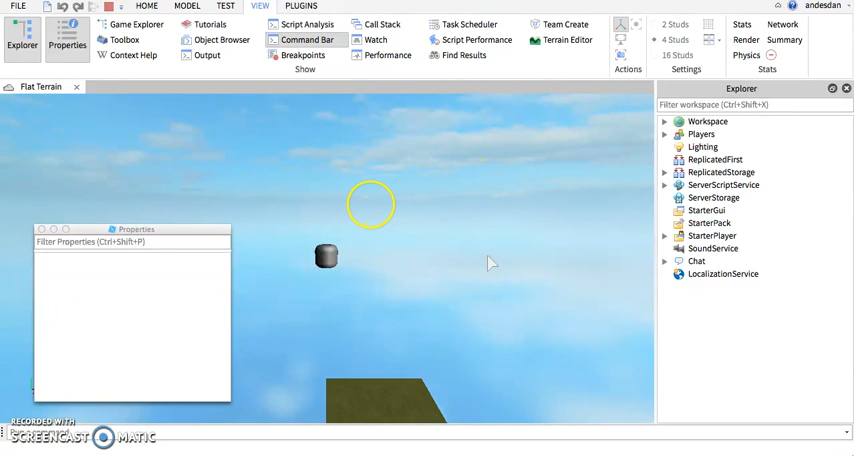 FILE HOME MODEL TEST VIEW PLUGINS andesdan
Explorer Properties Game Explorer Tutorials Script Analysis Call Stack Task Scheduler Team Create 2 Studs Stats Network
Toolbox Object Browser Command Bar Watch Script Performance Terrain Editor 4 Studs Render Summary
Context Help Output Breakpoints Performance Find Results 16 Studs Physics
Show Actions Settings Stats
Flat Terrain
Explorer
Filter workspace (Ctrl+Shift+X)
Workspace
Players
Lighting
ReplicatedFirst
ReplicatedStorage
ServerScriptService
ServerStorage
StarterGui
StarterPack
StarterPlayer
SoundService
Chat
LocalizationService
Properties
Filter Properties (Ctrl+Shift+P)
RECORDED WITH
SCREENCAST MATIC